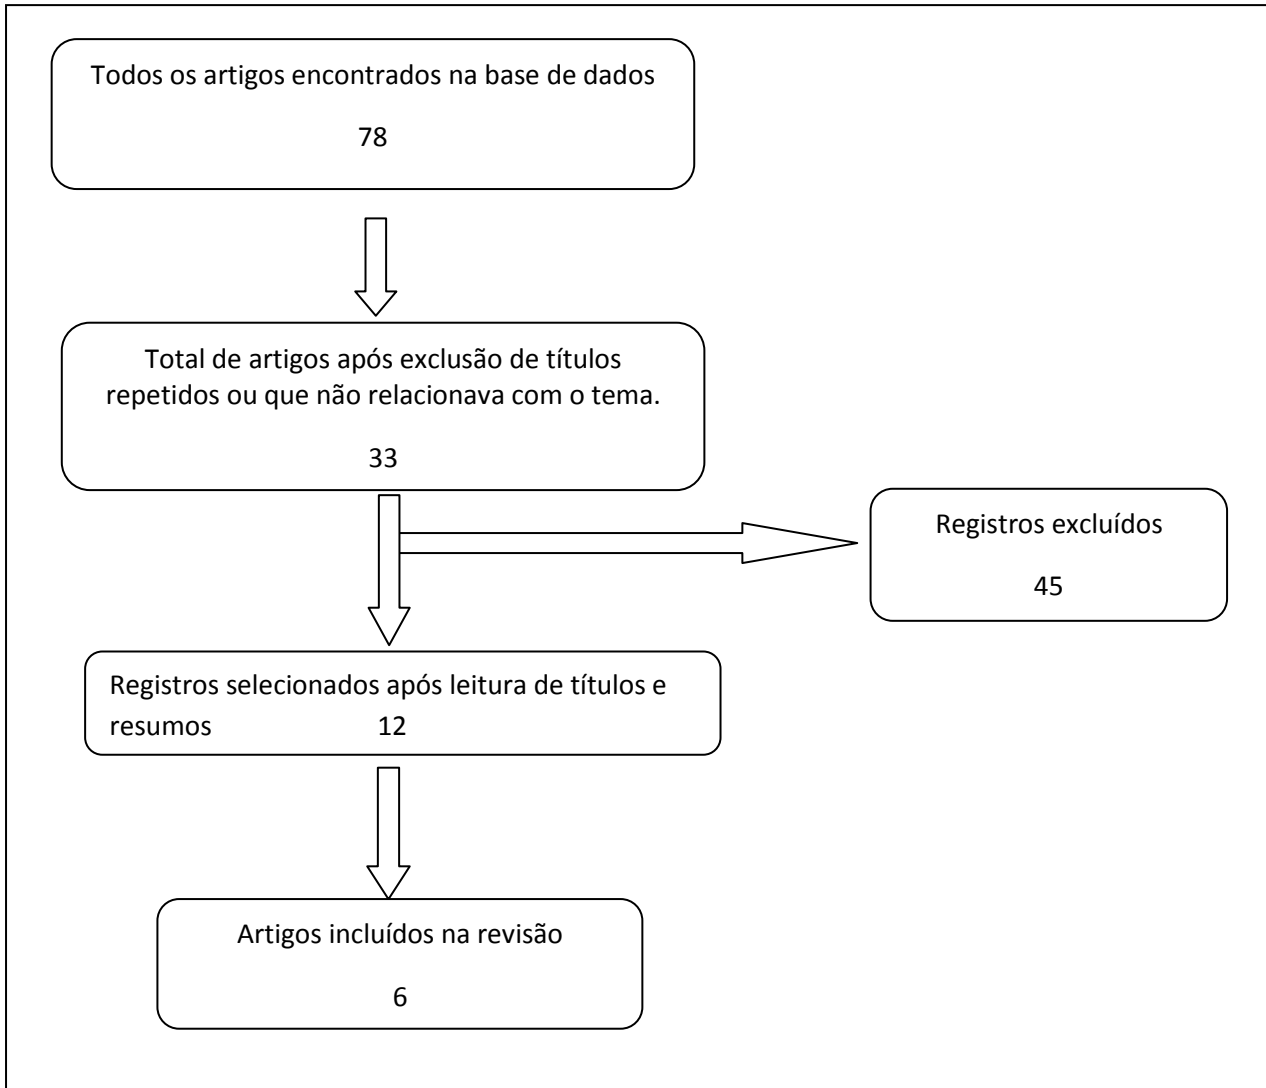 Todos os artigos encontrados na base de dados
78
Total de artigos após exclusão de títulos
repetidos ou que não relacionava com o tema.
33
Registros excluídos
45
Registros selecionados após leitura de títulos e
resumos 12
Artigos incluídos na revisão
6